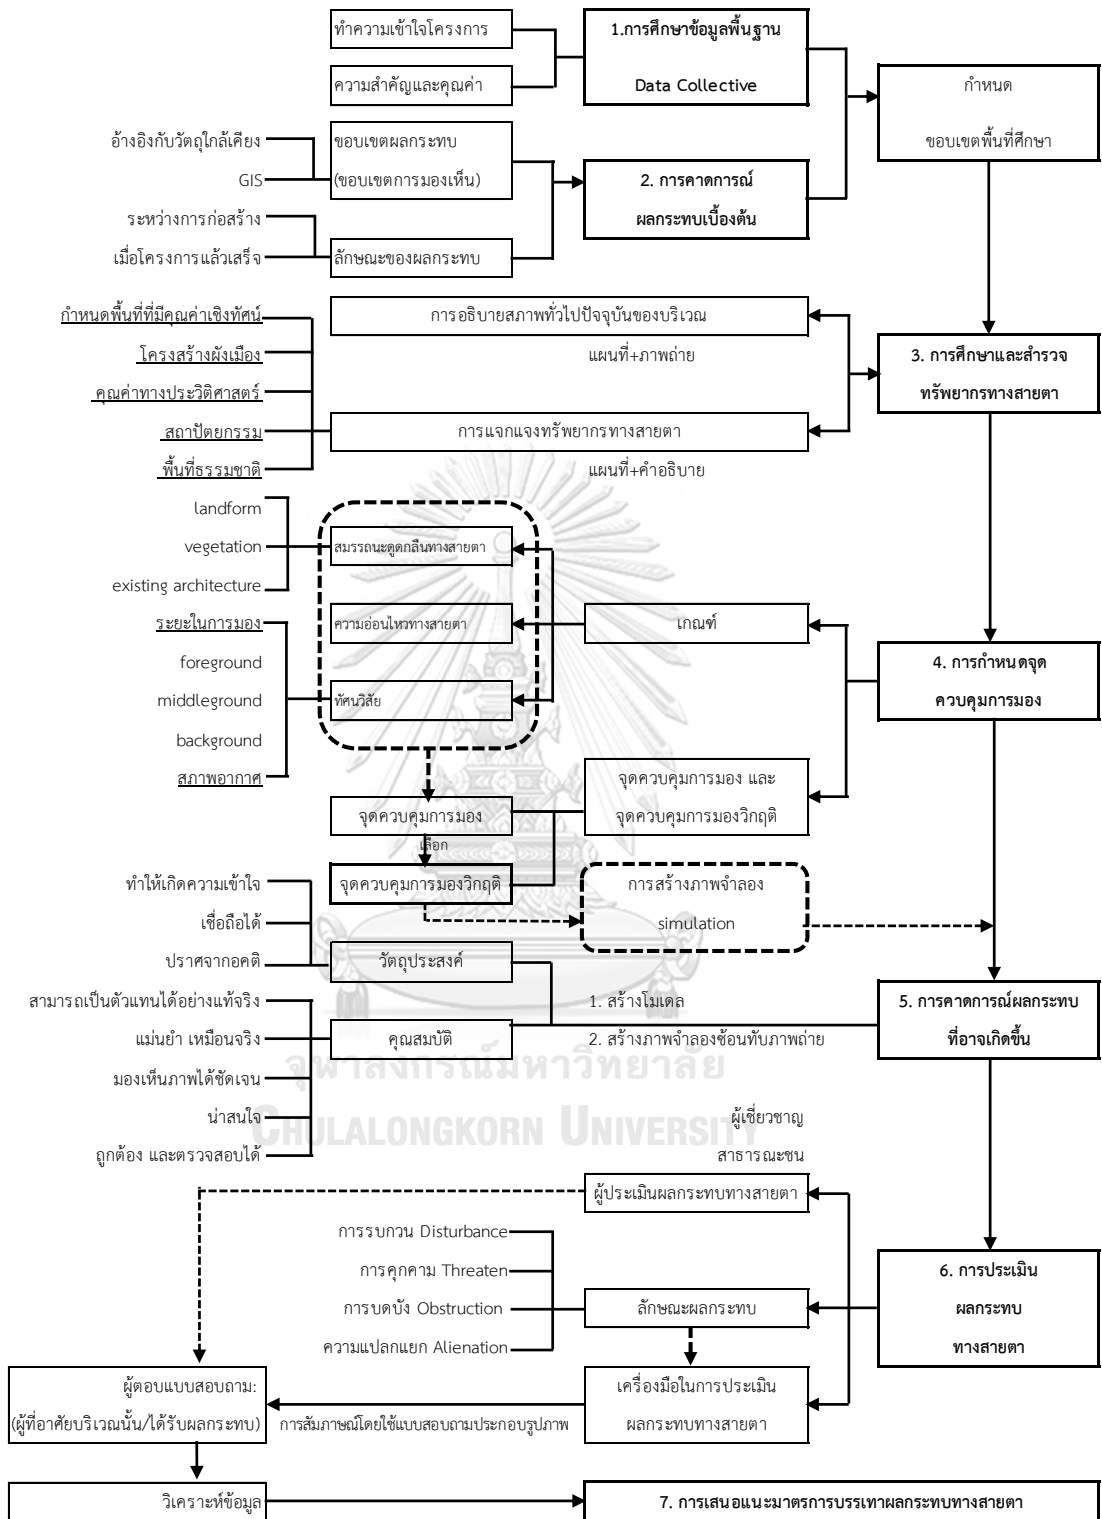 ทำความเข้าใจโครงการ
ความสำคัญและคุณค่า
1.การศึกษาข้อมูลพื้นฐาน
Data Collective
กำหนด
ขอบเขตพื้นที่ศึกษา
อ้างอิงกับวัตถุใกล้เคียง
GIS
ขอบเขตผลกระทบ
(ขอบเขตการมองเห็น)
2. การคาดการณ์
ผลกระทบเบื้องต้น
ระหว่างการก่อสร้าง
เมื่อโครงการแล้วเสร็จ
ลักษณะของผลกระทบ
กำหนดพื้นที่ที่มีคุณค่าเชิงทัศน์
โครงสร้างผังเมือง
คุณค่าทางประวิติศาสตร์
สถาปัตยกรรม
พื้นที่ธรรมชาติ
การอธิบายสภาพทั่วไปปัจจุบันของบริเวณ
แผนที่+ภาพถ่าย
การแจกแจงทรัพยากรทางสายตา
แผนที่+คำอธิบาย
3. การศึกษาและสำรวจ
ทรัพยากรทางสายตา
landform
vegetation
existing architecture
สมรรถนะดูดกลืนทางสายตา
ความอ่อนไหวทางสายตา
ทัศนวิสัย
เกณฑ์
4. การกำหนดจุด
ควบคุมการมอง
ระยะในการมอง
foreground
middleground
background
สภาพอากาศ
จุดควบคุมการมอง และ
จุดควบคุมการมองวิกฤติ
จุดควบคุมการมอง
เลือก
จุดควบคุมการมองวิกฤติ
การสร้างภาพจำลอง
simulation
ทำให้เกิดความเข้าใจ
เชื่อถือได้
ปราศจากอคติ
วัตถุประสงค์
สามารถเป็นตัวแทนได้อย่างแท้จริง
แม่นยำ เหมือนจริง
มองเห็นภาพได้ชัดเจน
น่าสนใจ
ถูกต้อง และตรวจสอบได้
คุณสมบัติ
1. สร้างโมเดล
2. สร้างภาพจำลองซ้อนทับภาพถ่าย
5. การคาดการณ์ผลกระทบ
ที่อาจเกิดขึ้น
จุฬาลงกรณ์มหาวิทยาลัย
CHULALONGKORN UNIVERSITY
ผู้เชี่ยวชาญ
สาธารณะชน
ผู้ประเมินผลกระทบทางสายตา
การรบกวน Disturbance
การคุกคาม Threaten
การบดบัง Obstruction
ความแปลกแยก Alienation
ลักษณะผลกระทบ
6. การประเมิน
ผลกระทบ
ทางสายตา
เครื่องมือในการประเมิน
ผลกระทบทางสายตา
ผู้ตอบแบบสอบถาม:
(ผู้ที่อาศัยบริเวณนั้น/ได้รับผลกระทบ)
การสัมภาษณ์โดยใช้แบบสอบถามประกอบรูปภาพ
วิเคราะห์ข้อมูล
7. การเสนอแนะมาตรการบรรเทาผลกระทบทางสายตา